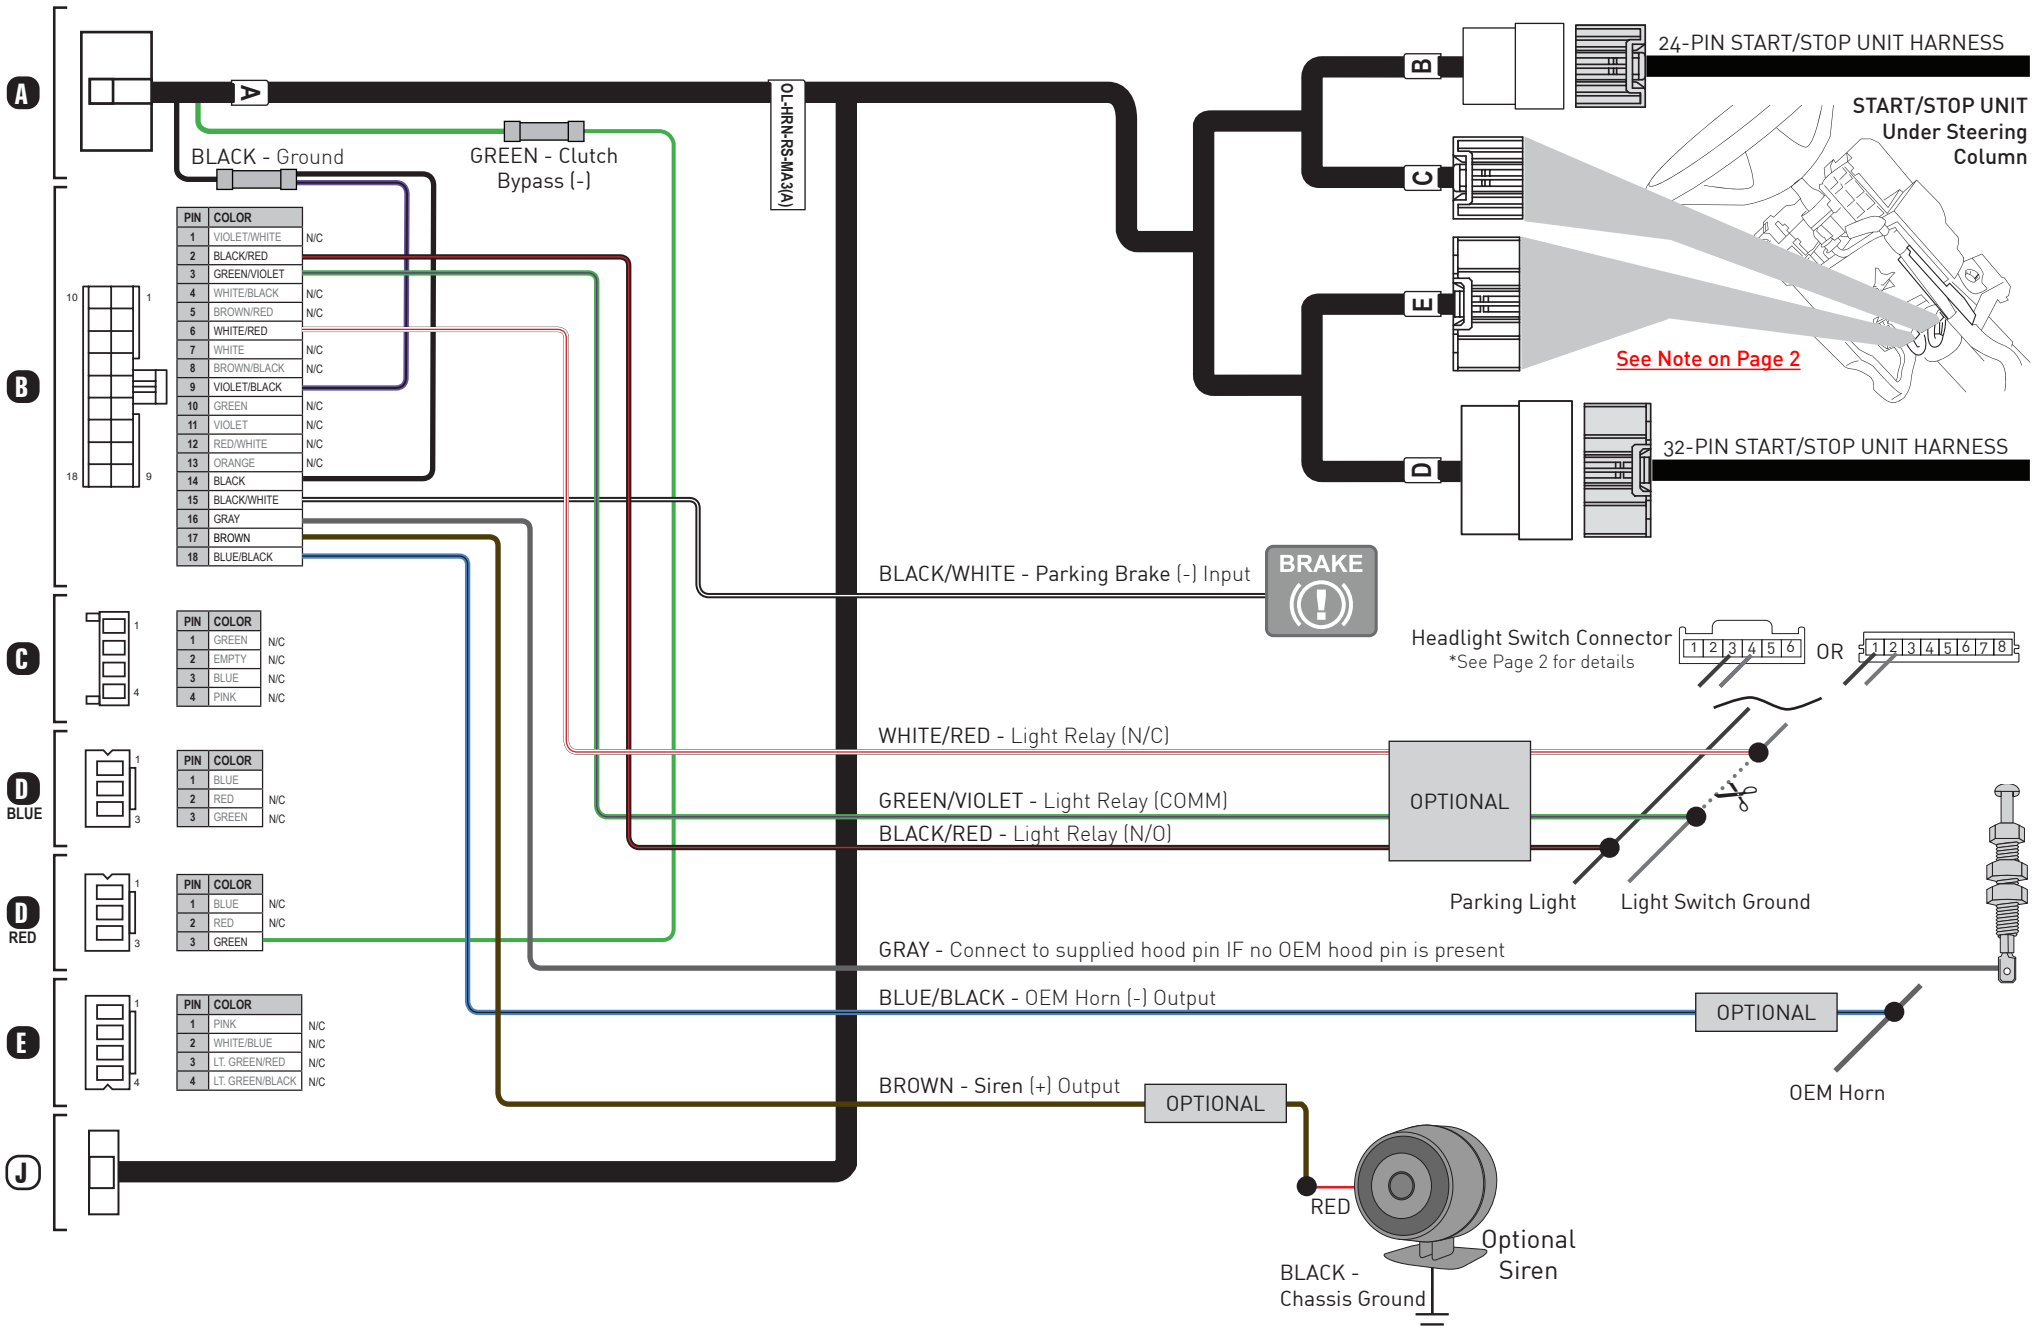 A
A
BLACK - Ground
GREEN - Clutch
Bypass (-)
OL-HRN-RS-MA3(A)
B
24-PIN START/STOP UNIT HARNESS
START/STOP UNIT
Under Steering
Column
C
E
See Note on Page 2
D
32-PIN START/STOP UNIT HARNESS
B
10 1
18 9
PIN COLOR
1 VIOLET/WHITE N/C
2 BLACK/RED
3 GREEN/VIOLET
4 WHITE/BLACK N/C
5 BROWN/RED N/C
6 WHITE/RED
7 WHITE N/C
8 BROWN/BLACK N/C
9 VIOLET/BLACK
10 GREEN N/C
11 VIOLET N/C
12 RED/WHITE N/C
13 ORANGE N/C
14 BLACK
15 BLACK/WHITE
16 GRAY
17 BROWN
18 BLUE/BLACK
BLACK/WHITE - Parking Brake (-) Input
BRAKE
!
Headlight Switch Connector
*See Page 2 for details
1 2 3 4 5 6
OR
1 2 3 4 5 6 7 8
C
1
4
PIN COLOR
1 GREEN N/C
2 EMPTY N/C
3 BLUE N/C
4 PINK N/C
WHITE/RED - Light Relay (N/C)
GREEN/VIOLET - Light Relay (COMM)
BLACK/RED - Light Relay (N/O)
OPTIONAL
Parking Light
Light Switch Ground
D
BLUE
1
3
PIN COLOR
1 BLUE
2 RED N/C
3 GREEN N/C
D
RED
1
3
PIN COLOR
1 BLUE N/C
2 RED N/C
3 GREEN
GRAY - Connect to supplied hood pin IF no OEM hood pin is present
BLUE/BLACK - OEM Horn (-) Output
OPTIONAL
OEM Horn
E
1
4
PIN COLOR
1 PINK N/C
2 WHITE/BLUE N/C
3 LT. GREEN/RED N/C
4 LT. GREEN/BLACK N/C
BROWN - Siren (+) Output
OPTIONAL
J
RED
Optional
Siren
BLACK -
Chassis Ground